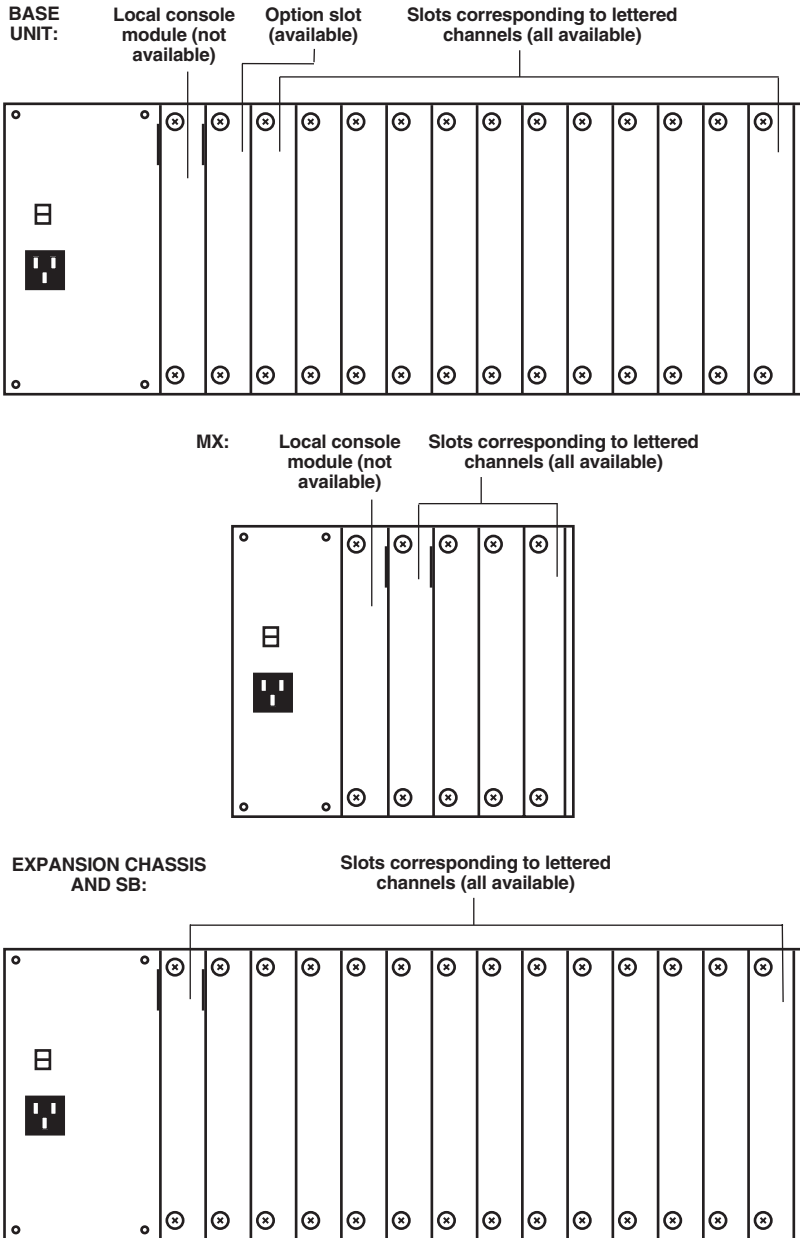 BASE
UNIT:
Local console
module (not
available)
Option slot
(available)
Slots corresponding to lettered
channels (all available)
MX:
Local console
module (not
available)
Slots corresponding to lettered
channels (all available)
EXPANSION CHASSIS
AND SB:
Slots corresponding to lettered
channels (all available)